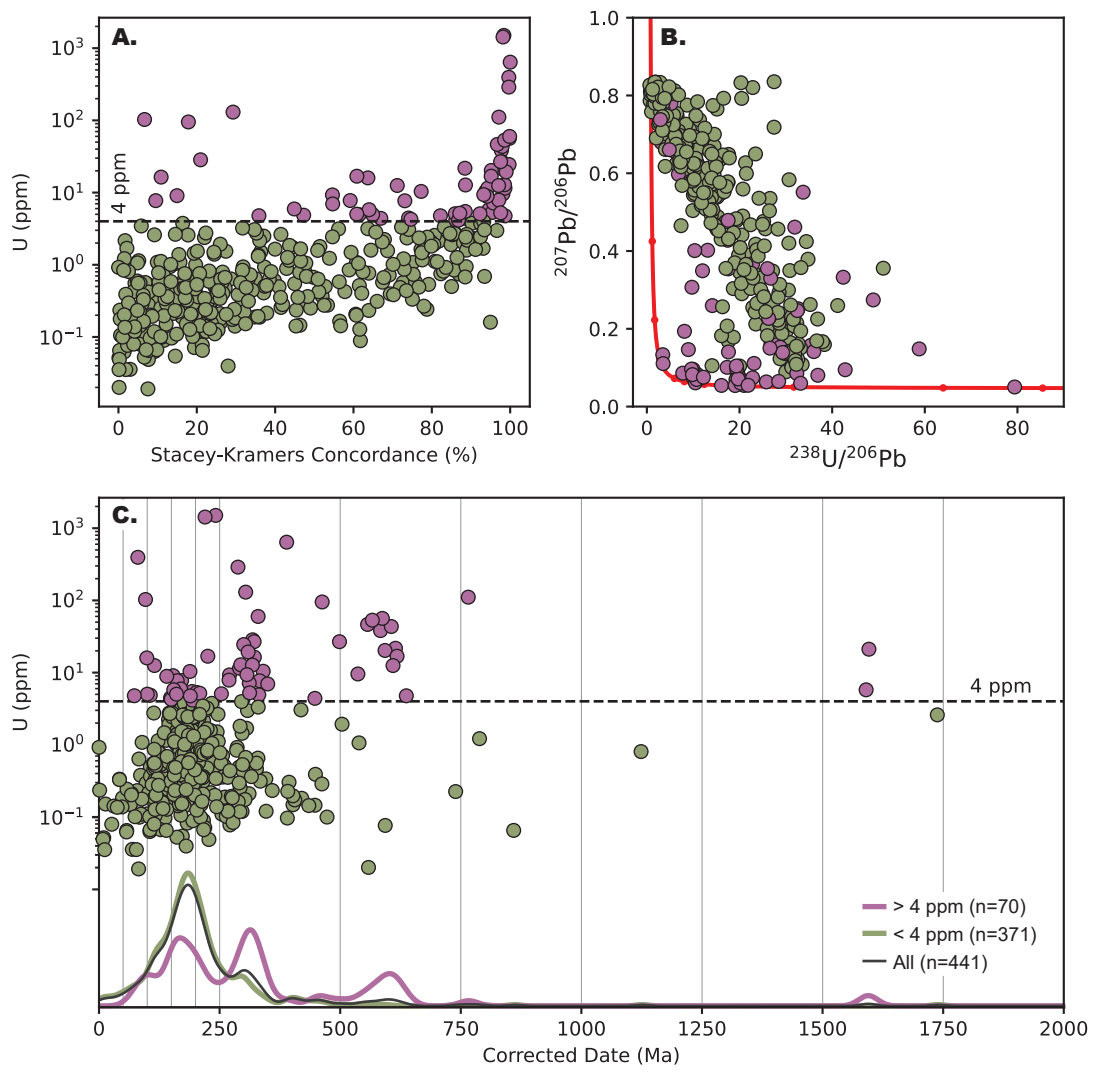 A.
10³
10²
10¹
10⁰
10⁻¹
U (ppm)
4 ppm
0 20 40 60 80 100
Stacey-Kramers Concordance (%)
B.
1.0
0.8
0.6
0.4
0.2
0.0
²⁰⁷Pb/²⁰⁶Pb
0 20 40 60 80
²³⁸U/²⁰⁶Pb
C.
10³
10²
10¹
10⁰
10⁻¹
U (ppm)
4 ppm
> 4 ppm (n=70)
< 4 ppm (n=371)
All (n=441)
0 250 500 750 1000 1250 1500 1750 2000
Corrected Date (Ma)